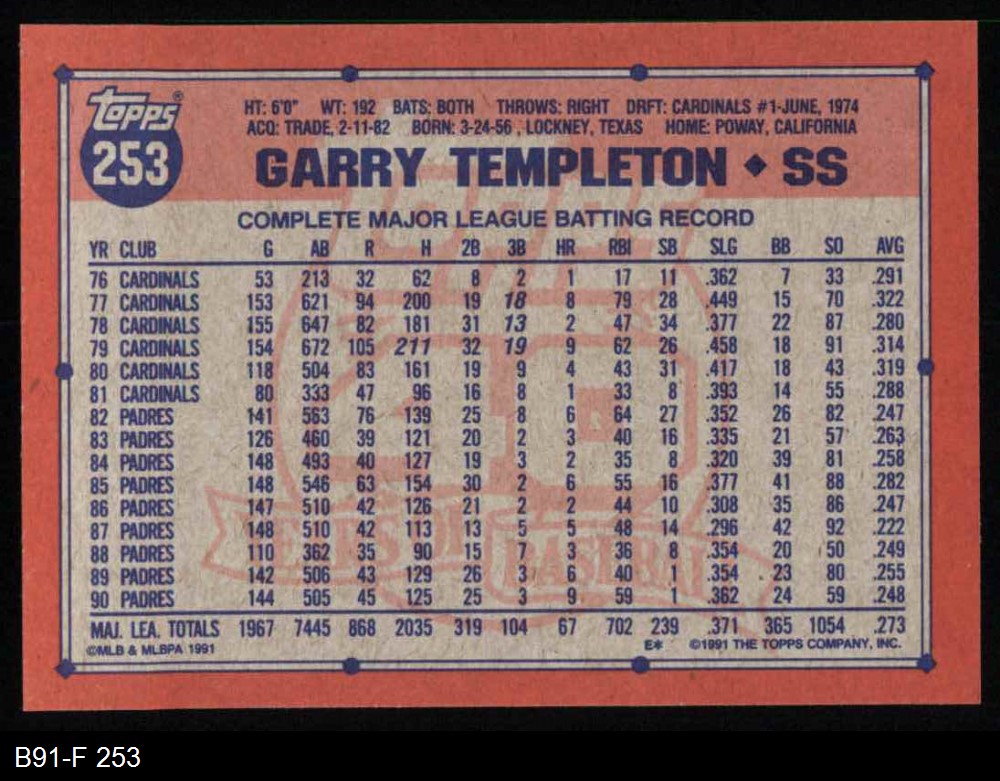 Topps®
253
HT: 6'0" WT: 192 BATS: BOTH THROWS: RIGHT DRFT: CARDINALS #1-JUNE, 1974
ACQ: TRADE, 2-11-82 BORN: 3-24-56, LOCKNEY, TEXAS HOME: POWAY, CALIFORNIA
GARRY TEMPLETON ◆ SS
COMPLETE MAJOR LEAGUE BATTING RECORD
YR CLUB G AB R H 2B 3B HR RBI SB SLG BB SO AVG
76 CARDINALS 53 213 32 62 8 2 1 17 11 .362 7 33 .291
77 CARDINALS 153 621 94 200 19 18 8 79 28 .449 15 70 .322
78 CARDINALS 155 647 82 181 31 13 2 47 34 .377 22 87 .280
79 CARDINALS 154 672 105 211 32 19 9 62 26 .458 18 91 .314
80 CARDINALS 118 504 83 161 19 9 4 43 31 .417 18 43 .319
81 CARDINALS 80 333 47 96 16 8 1 33 8 .393 14 55 .288
82 PADRES 141 563 76 139 25 8 6 64 27 .352 26 82 .247
83 PADRES 126 460 39 121 20 2 3 40 16 .335 21 57 .263
84 PADRES 148 493 40 127 19 3 2 35 8 .320 39 81 .258
85 PADRES 148 546 63 154 30 2 6 55 16 .377 41 88 .282
86 PADRES 147 510 42 126 21 2 2 44 10 .308 35 86 .247
87 PADRES 148 510 42 113 13 5 5 48 14 .296 42 92 .222
88 PADRES 110 362 35 90 15 7 3 36 8 .354 20 50 .249
89 PADRES 142 506 43 129 26 3 6 40 1 .354 23 80 .255
90 PADRES 144 505 45 125 25 3 9 59 1 .362 24 59 .248
MAJ. LEA. TOTALS 1967 7445 868 2035 319 104 67 702 239 .371 365 1054 .273
©MLB & MLBPA 1991 E* ©1991 THE TOPPS COMPANY, INC.
topps
40
YEARS OF BASEBALL
B91-F 253